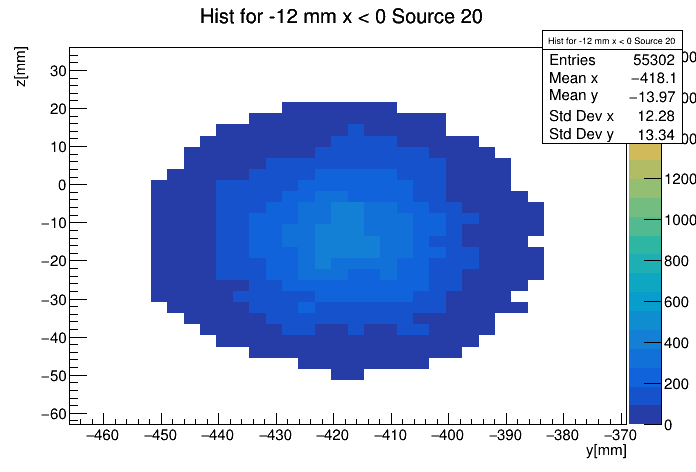 Hist for -12 mm x < 0 Source 20
Hist for -12 mm x < 0 Source 20
Entries 55302
Mean x −418.1
Mean y −13.97
Std Dev x 12.28
Std Dev y 13.34
z[mm]
30
20
10
0
−10
−20
−30
−40
−50
−60
−460 −450 −440 −430 −420 −410 −400 −390 −380 −370
y[mm]
1200
1000
800
600
400
200
0